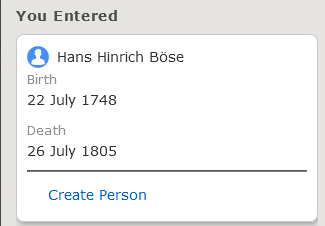 You Entered
Hans Hinrich Böse
Birth
22 July 1748
Death
26 July 1805
Create Person